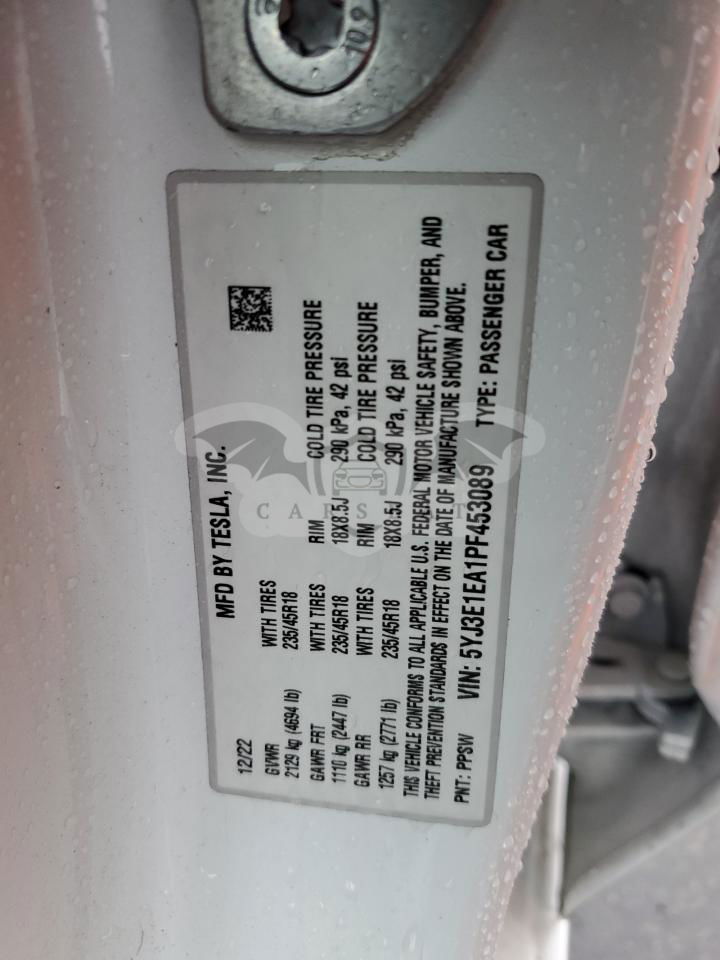 10.9
MFD BY TESLA, INC.
12/22
GVWR WITH TIRES RIM COLD TIRE PRESSURE
2129 kg (4694 lb) 235/45R18 18X8.5J 290 kPa, 42 psi
GAWR FRT WITH TIRES
1110 kg (2447 lb) 235/45R18 18X8.5J 290 kPa, 42 psi
GAWR RR WITH TIRES RIM COLD TIRE PRESSURE
1257 kg (2771 lb) 235/45R18
THIS VEHICLE CONFORMS TO ALL APPLICABLE U.S. FEDERAL MOTOR VEHICLE SAFETY, BUMPER, AND
THEFT PREVENTION STANDARDS IN EFFECT ON THE DATE OF MANUFACTURE SHOWN ABOVE.
PNT: PPSW VIN: 5YJ3E1EA1PF453089 TYPE: PASSENGER CAR